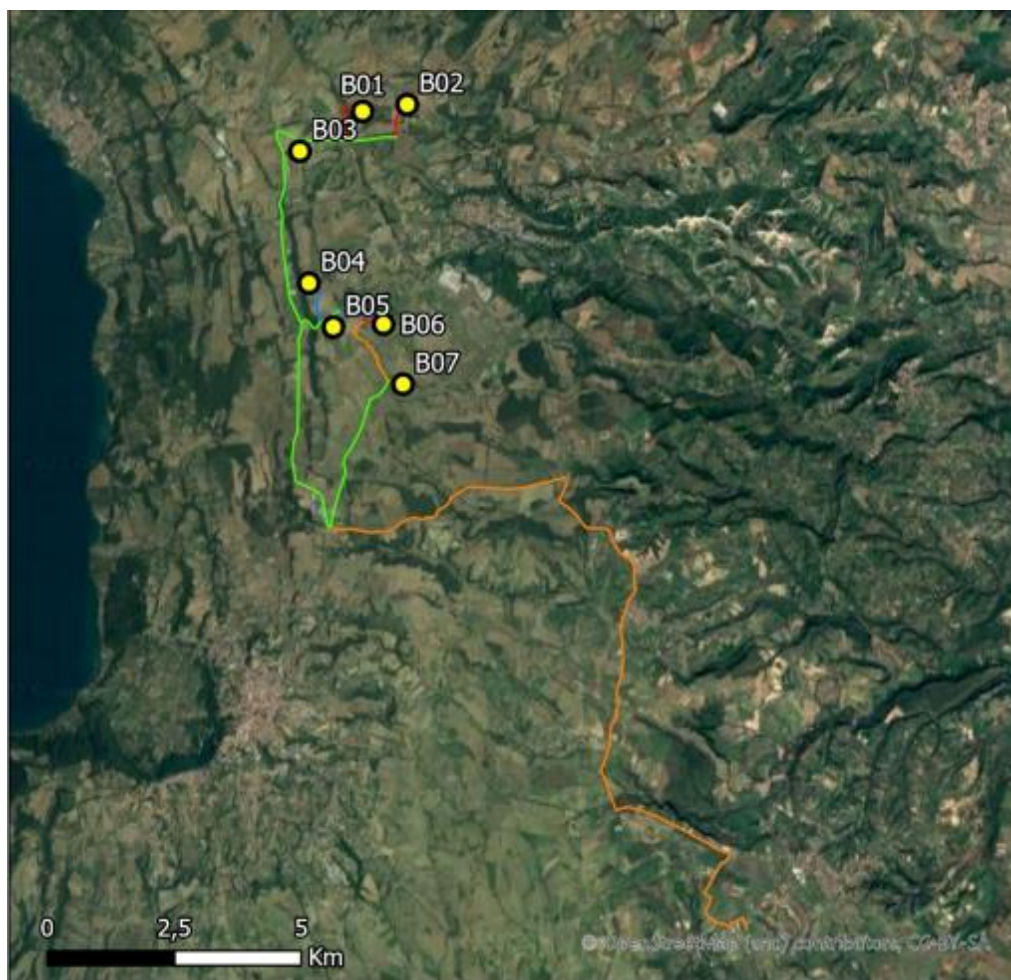 B01
B02
B03
B04
B05
B06
B07
0
2,5
5
Km
© OpenStreetMap (and) contributors, CC-BY-SA